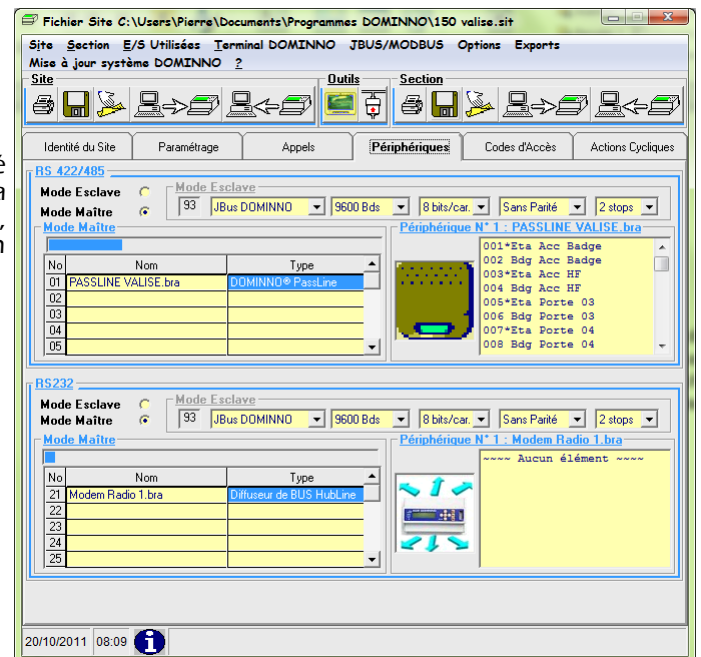 Fichier Site C:\Users\Pierre\Documents\Programmes DOMINNO\150 valise.sit
Site Section E/S Utilisées Terminal DOMINNO JBUS/MODBUS Options Exports
Mise à jour système DOMINNO ?
Site Outils Section
Identité du Site Paramétrage Appels Périphériques Codes d'Accès Actions Cycliques
RS 422/485
Mode Esclave
Mode Maître
Mode Esclave
93 JBus DOMINNO 9600 Bds 8 bits/car. Sans Parité 2 stops
Mode Maître
No Nom Type
01 PASSLINE VALISE.bra DOMINNO® PassLine
02
03
04
05
Périphérique N° 1 : PASSLINE VALISE.bra
001*Eta Acc Badge
002 Bdg Acc Badge
003*Eta Acc HF
004 Bdg Acc HF
005*Eta Porte 03
006 Bdg Porte 03
007*Eta Porte 04
008 Bdg Porte 04
RS232
Mode Esclave
Mode Maître
Mode Esclave
93 JBus DOMINNO 9600 Bds 8 bits/car. Sans Parité 2 stops
Mode Maître
No Nom Type
21 Modem Radio 1.bra Diffuseur de BUS HubLine
22
23
24
25
Périphérique N° 1 : Modem Radio 1.bra
~~~~ Aucun élément ~~~~
20/10/2011 08:09